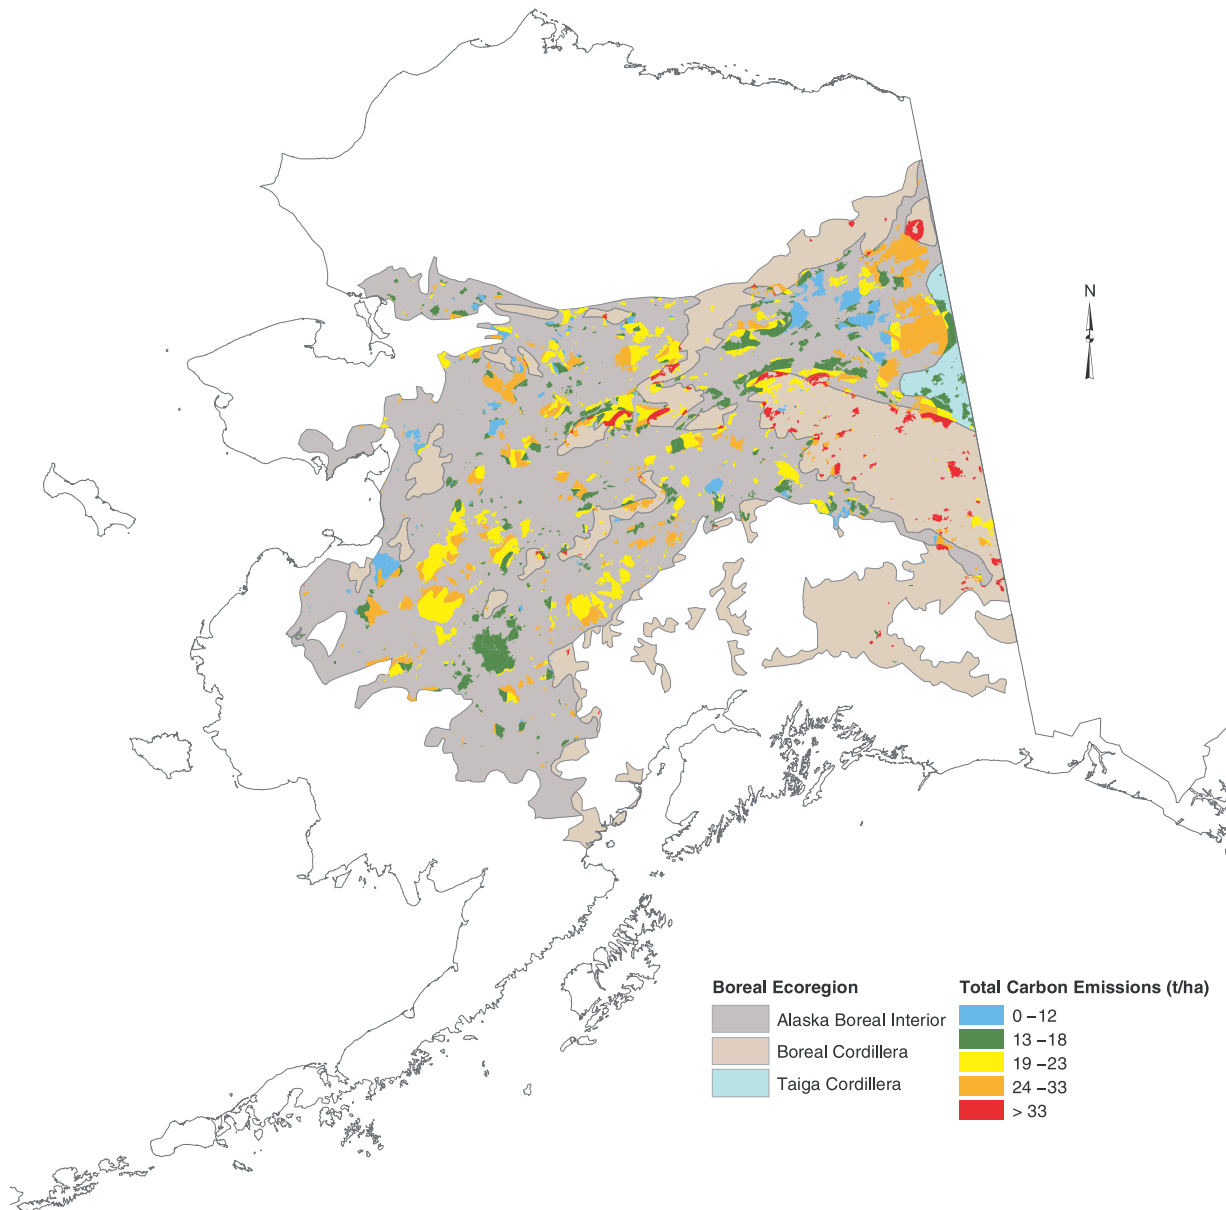 N
Boreal Ecoregion
Alaska Boreal Interior
Boreal Cordillera
Taiga Cordillera
Total Carbon Emissions (t/ha)
0 –12
13 –18
19 –23
24 –33
> 33